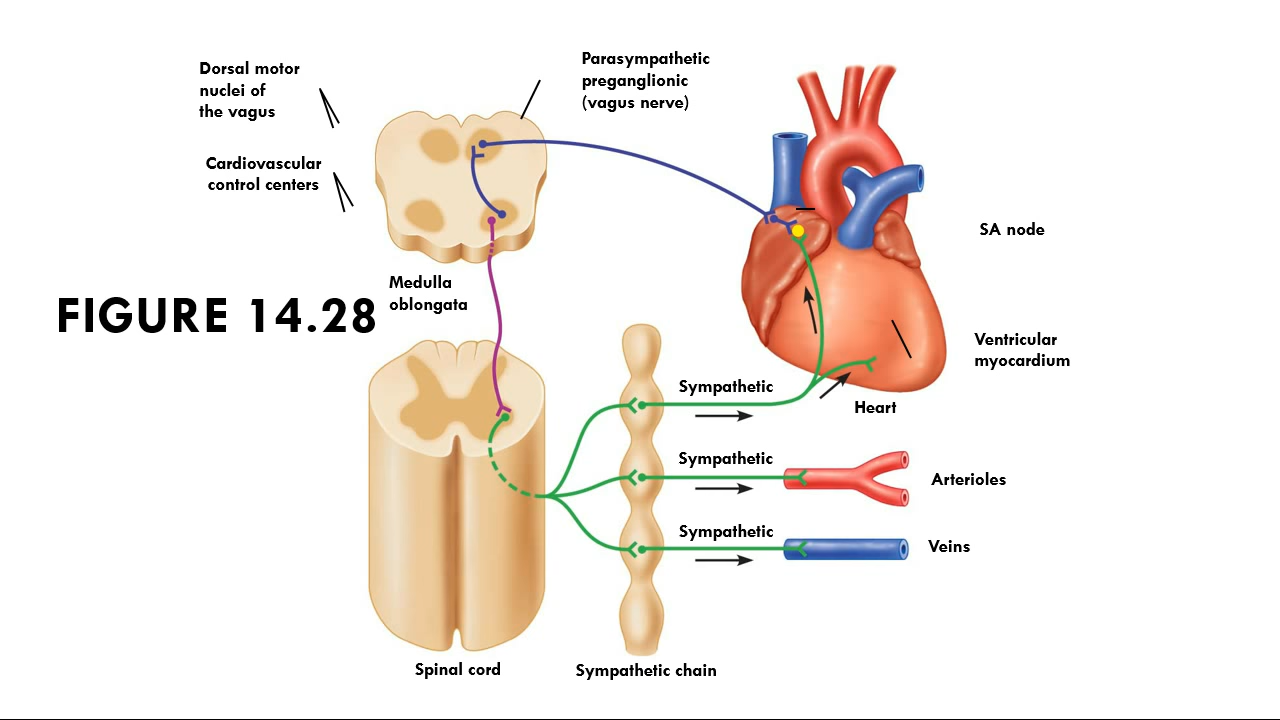 Dorsal motor
nuclei of
the vagus
Parasympathetic
preganglionic
(vagus nerve)
Cardiovascular
control centers
SA node
Medulla
oblongata
FIGURE 14.28
Ventricular
myocardium
Sympathetic
Heart
Sympathetic
Arterioles
Sympathetic
Veins
Spinal cord
Sympathetic chain